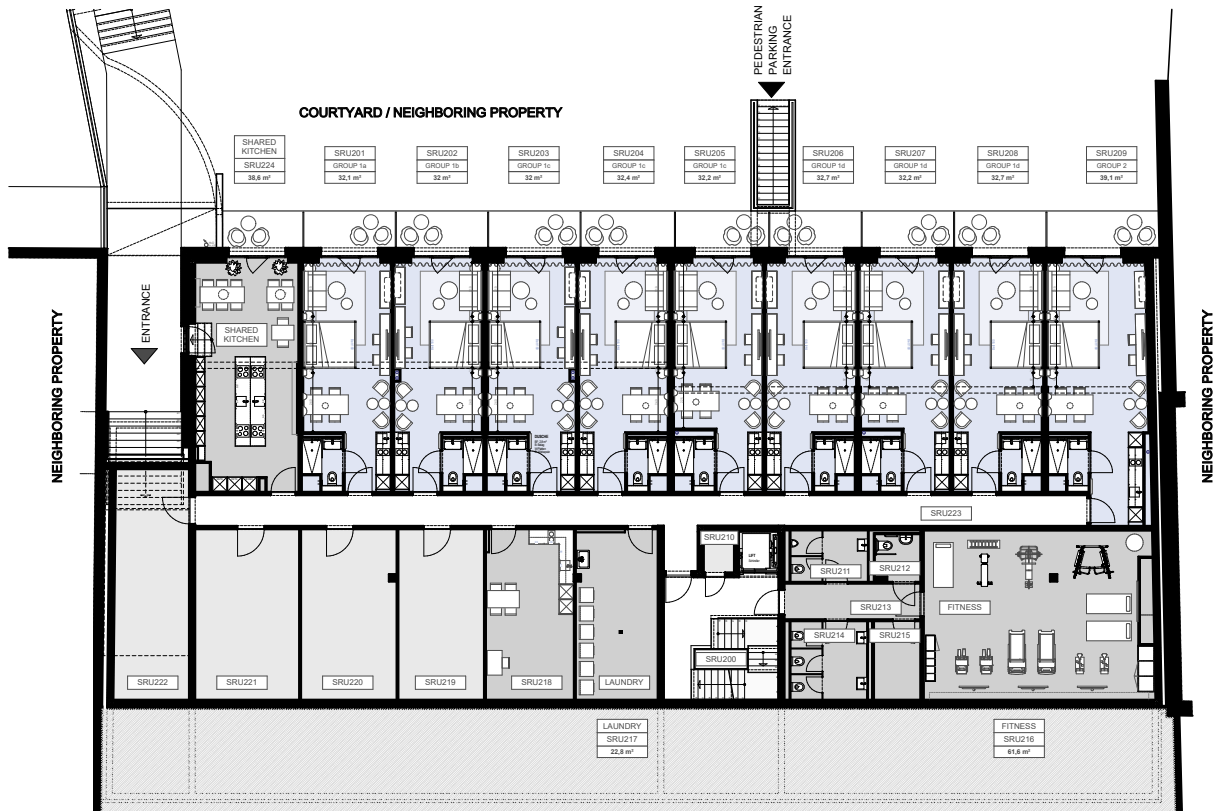 PEDESTRIAN
PARKING
ENTRANCE
COURTYARD / NEIGHBORING PROPERTY
SHARED
KITCHEN
SRU224
38,6 m²
SRU201
GROUP 1a
32,1 m²
SRU202
GROUP 1b
32 m²
SRU203
GROUP 1c
32 m²
SRU204
GROUP 1c
32,4 m²
SRU205
GROUP 1c
32,2 m²
SRU206
GROUP 1d
32,7 m²
SRU207
GROUP 1d
32,2 m²
SRU208
GROUP 1d
32,7 m²
SRU209
GROUP 2
39,1 m²
NEIGHBORING PROPERTY
ENTRANCE
SHARED
KITCHEN
NEIGHBORING PROPERTY
SRU223
SRU210
LIFT
SRU211
SRU212
SRU213
FITNESS
SRU214
SRU215
SRU200
SRU222
SRU221
SRU220
SRU219
SRU218
LAUNDRY
LAUNDRY
SRU217
22,8 m²
FITNESS
SRU216
61,6 m²